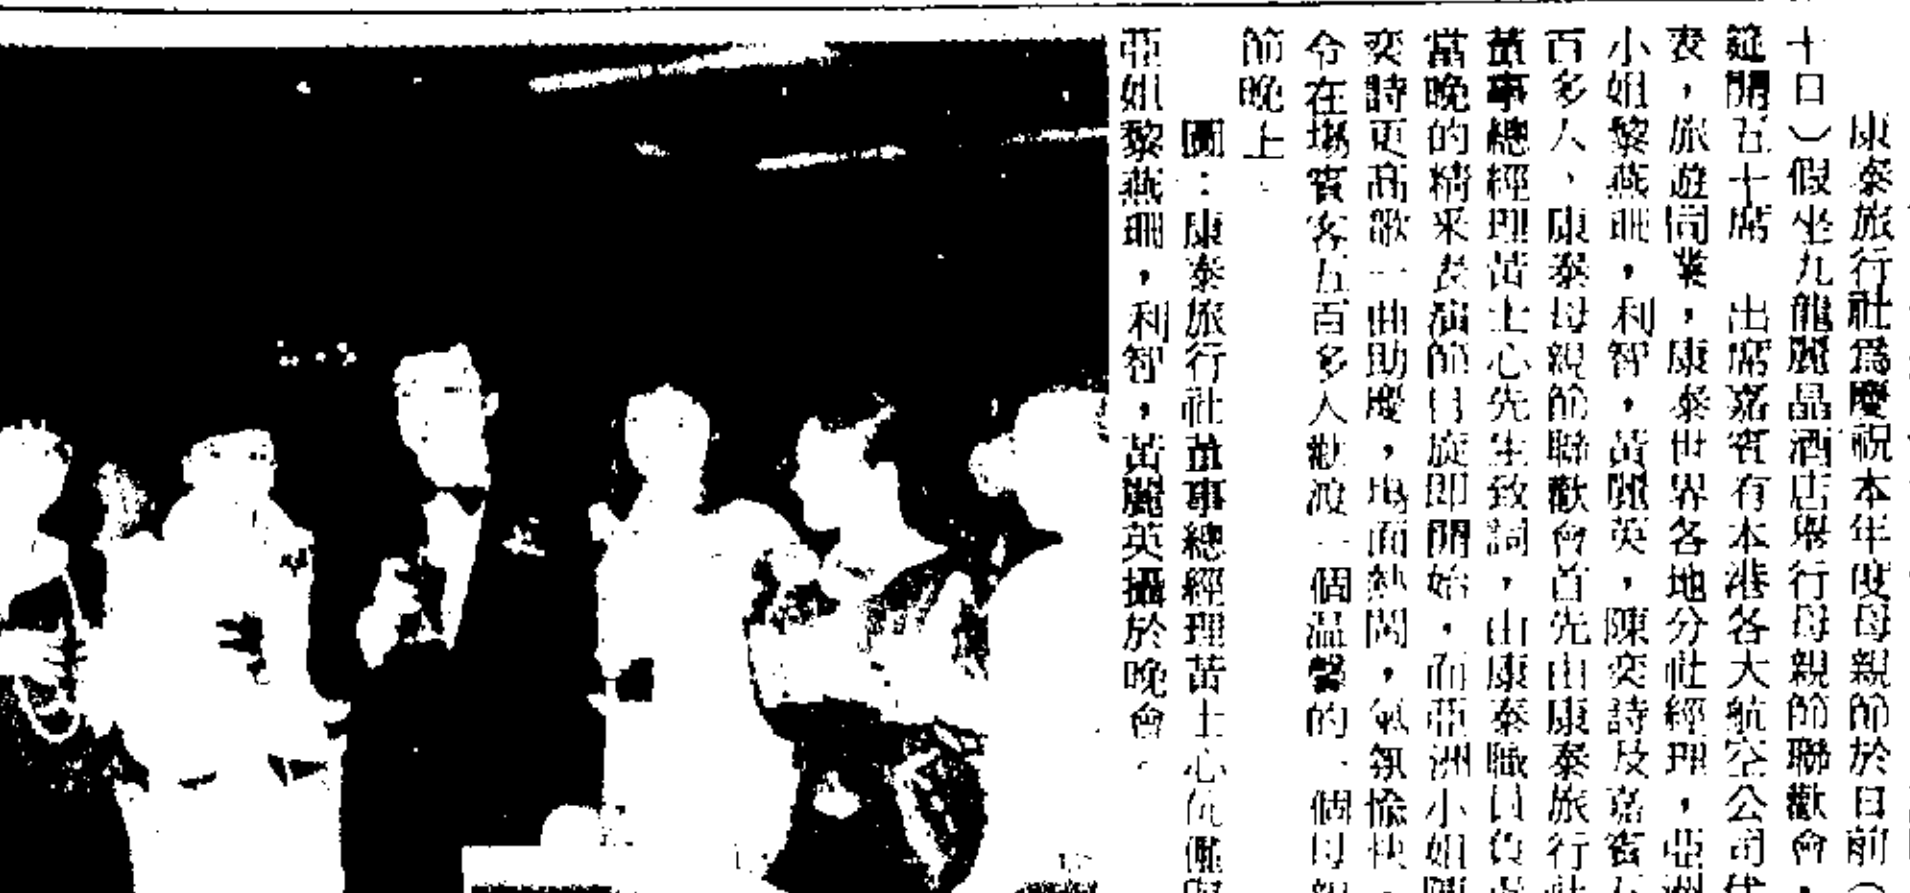 康泰旅行社爲慶祝本年度母親節於日前（
十日）假坐九龍麗晶酒店舉行母親節聯歡會，
筵開五十席 出席嘉賓有本港各大航空公司代
表，旅遊同業，康泰世界各地分社經理，亞洲
小姐黎燕珊，利智，黃麗英，陳奕詩及嘉賓五
百多人、康泰母親節聯歡會首先由康泰旅行社
董事總經理黃士心先生致詞，由康泰職員負責
當晚的精采表演節目旋即開始，而亞洲小姐陳
奕詩更高歌一曲助慶，場面熱鬧，氣氛愉快，
令在場賓客五百多人歡渡一個温馨的一個母親
節晚上
圖：康泰旅行社董事總經理黃士心伉儷與
亞姐黎燕珊，利智，黃麗英攝於晚會。